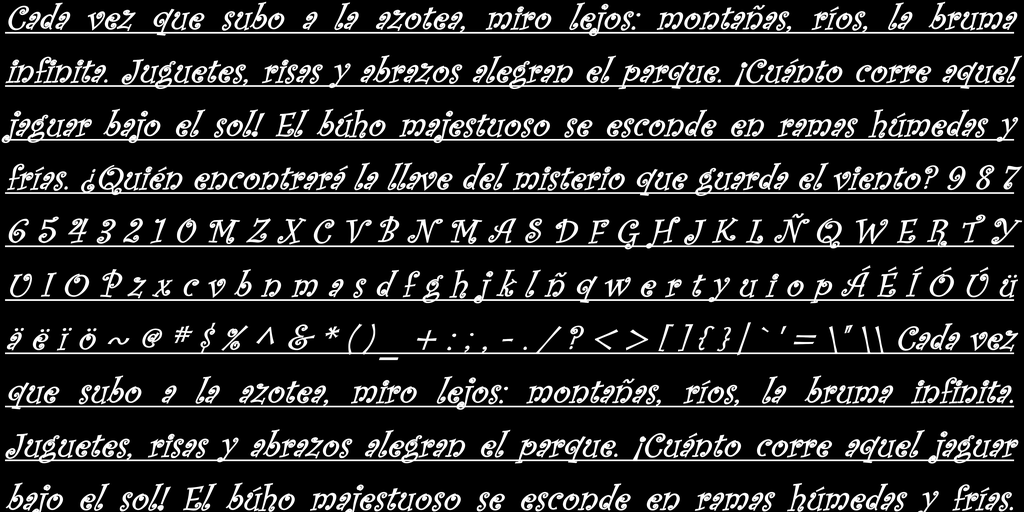 Cada vez que subo a la azotea, miro lejos: montañas, ríos, la bruma
infinita. Juguetes, risas y abrazos alegran el parque. ¡Cuánto corre aquel
jaguar bajo el sol! El búho majestuoso se esconde en ramas húmedas y
frías. ¿Quién encontrará la llave del misterio que guarda el viento? 9 8 7
6 5 4 3 2 1 0 M Z X C V B N M A S D F G H J K L Ñ Q W E R T Y
U I O P z x c v b n m a s d f g h j k l ñ q w e r t y u i o p Á É Í Ó Ú ü
ä ë ï ö ~ @ # $ % ^ & * ( ) _ + : ; , - . / ? < > [ ] { } | ` ' = \" \\ Cada vez
que subo a la azotea, miro lejos: montañas, ríos, la bruma infinita.
Juguetes, risas y abrazos alegran el parque. ¡Cuánto corre aquel jaguar
bajo el sol! El búho majestuoso se esconde en ramas húmedas y frías.